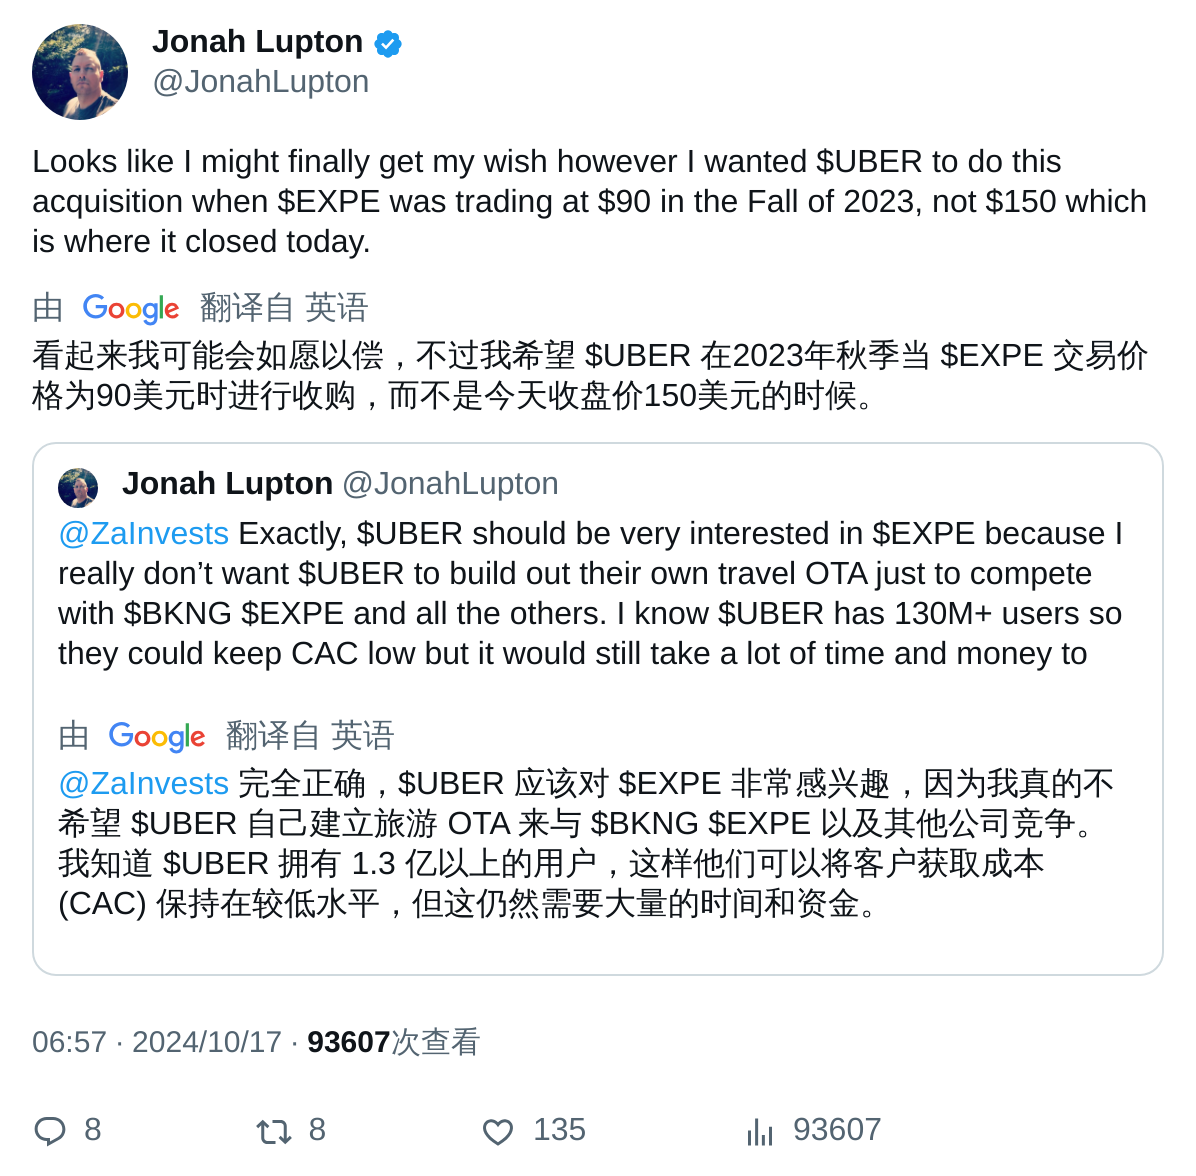 Jonah Lupton
@JonahLupton
Looks like I might finally get my wish however I wanted $UBER to do this
acquisition when $EXPE was trading at $90 in the Fall of 2023, not $150 which
is where it closed today.
由 Google 翻译自 英语
看起来我可能会如愿以偿，不过我希望 $UBER 在2023年秋季当 $EXPE 交易价
格为90美元时进行收购，而不是今天收盘价150美元的时候。
Jonah Lupton @JonahLupton
@ZaInvests Exactly, $UBER should be very interested in $EXPE because I
really don’t want $UBER to build out their own travel OTA just to compete
with $BKNG $EXPE and all the others. I know $UBER has 130M+ users so
they could keep CAC low but it would still take a lot of time and money to
由 Google 翻译自 英语
@ZaInvests 完全正确，$UBER 应该对 $EXPE 非常感兴趣，因为我真的不
希望 $UBER 自己建立旅游 OTA 来与 $BKNG $EXPE 以及其他公司竞争。
我知道 $UBER 拥有 1.3 亿以上的用户，这样他们可以将客户获取成本
(CAC) 保持在较低水平，但这仍然需要大量的时间和资金。
06:57 · 2024/10/17 · 93607次查看
8 8 135 93607